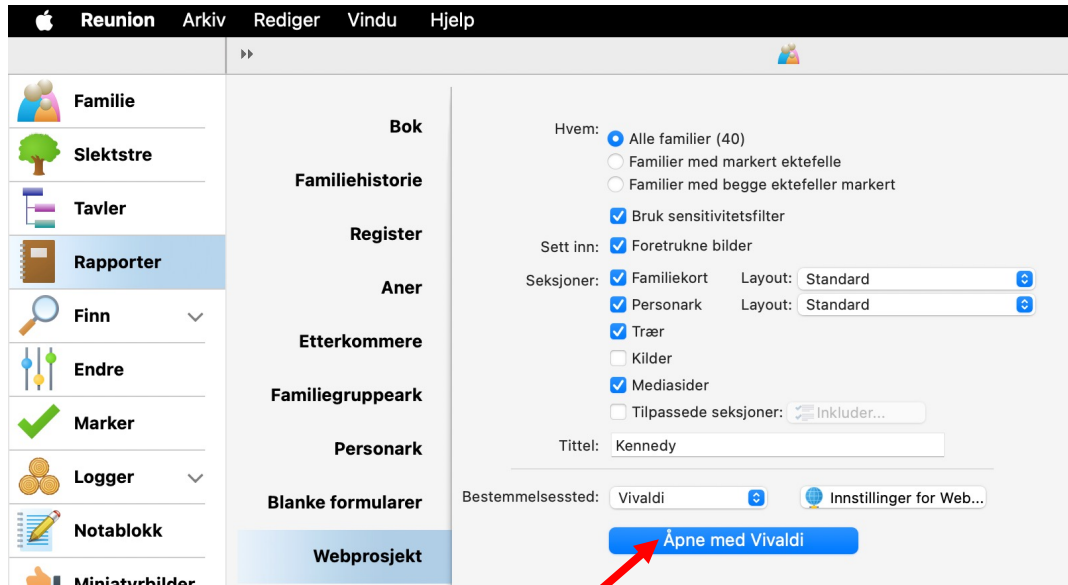 Reunion Arkiv Rediger Vindu Hjelp
Familie
Slektstre
Tavler
Rapporter
Finn
Endre
Marker
Logger
Notablokk
Miniatyrbilder
Bok
Familiehistorie
Register
Aner
Etterkommere
Familiegruppeark
Personark
Blanke formularer
Webprosjekt
Hvem: Alle familier (40)
Familier med markert ektefelle
Familier med begge ektefeller markert
Bruk sensitivitetsfilter
Sett inn: Foretrukne bilder
Seksjoner: Familiekort Layout: Standard
Personark Layout: Standard
Trær
Kilder
Mediasider
Tilpassede seksjoner: Inkluder...
Tittel: Kennedy
Bestemmelsessted: Vivaldi Innstillinger for Web...
Åpne med Vivaldi